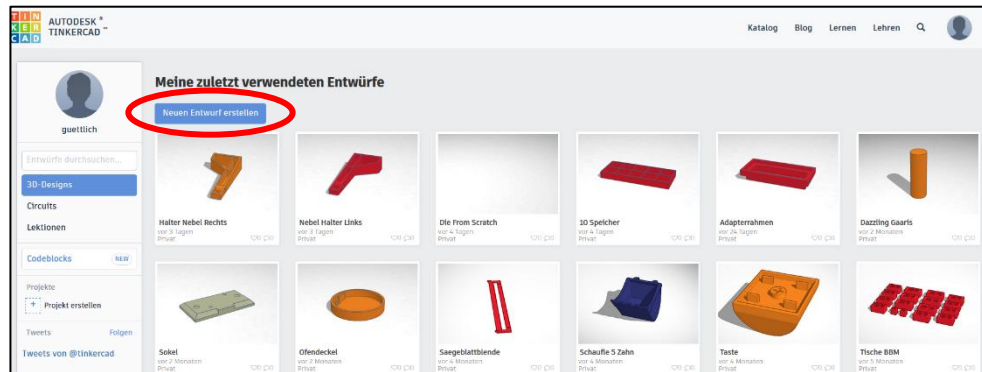 TIN
KER
CAD
AUTODESK®
TINKERCAD™
Katalog Blog Lernen Lehren
guettlich
Entwürfe durchsuchen...
3D-Designs
Circuits
Lektionen
Codeblocks NEW
Projekte
+ Projekt erstellen
Tweets Folgen
Tweets von @tinkercad
Meine zuletzt verwendeten Entwürfe
Neuen Entwurf erstellen
Halter Nebel Rechts
vor 3 Tagen
Privat
Nebel Halter Links
vor 3 Tagen
Privat
Die From Scratch
vor 4 Tagen
Privat
10 Speicher
vor 4 Tagen
Privat
Adapterrahmen
vor 24 Tagen
Privat
Dazzling Gaaris
vor 2 Monaten
Privat
Sokel
vor 2 Monaten
Privat
Ofendeckel
vor 2 Monaten
Privat
Saegeblattblende
vor 4 Monaten
Privat
Schaufle 5 Zahn
vor 4 Monaten
Privat
Taste
vor 4 Monaten
Privat
Tische BBM
vor 5 Monaten
Privat